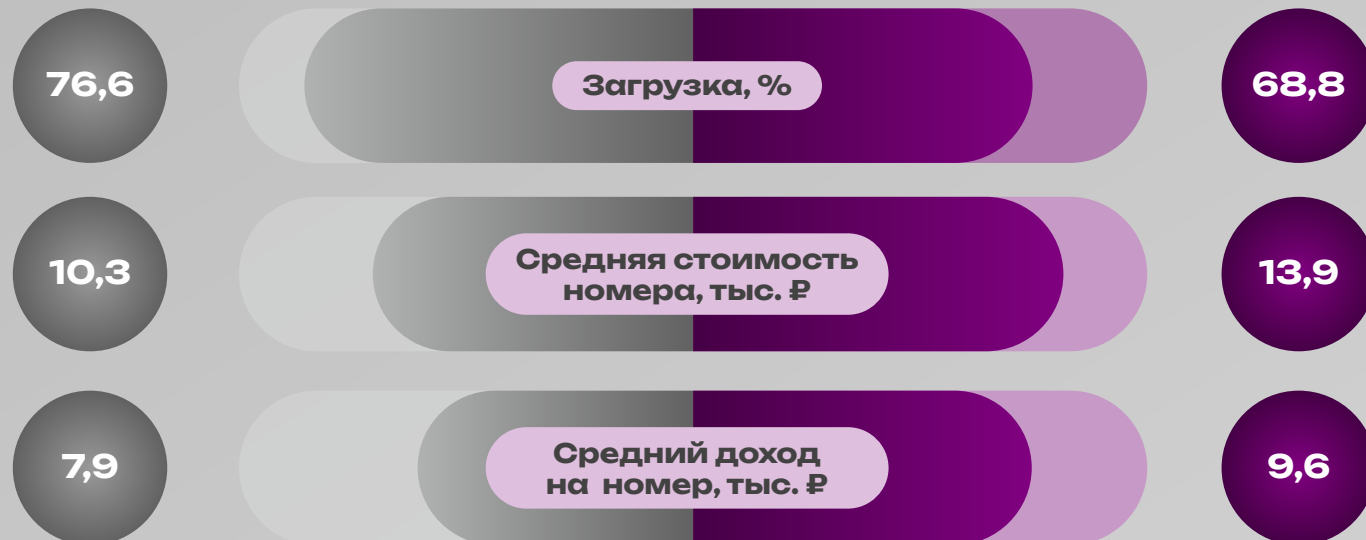 76,6
Загрузка, %
68,8
10,3
Средняя стоимость
номера, тыс. ₽
13,9
7,9
Средний доход
на номер, тыс. ₽
9,6